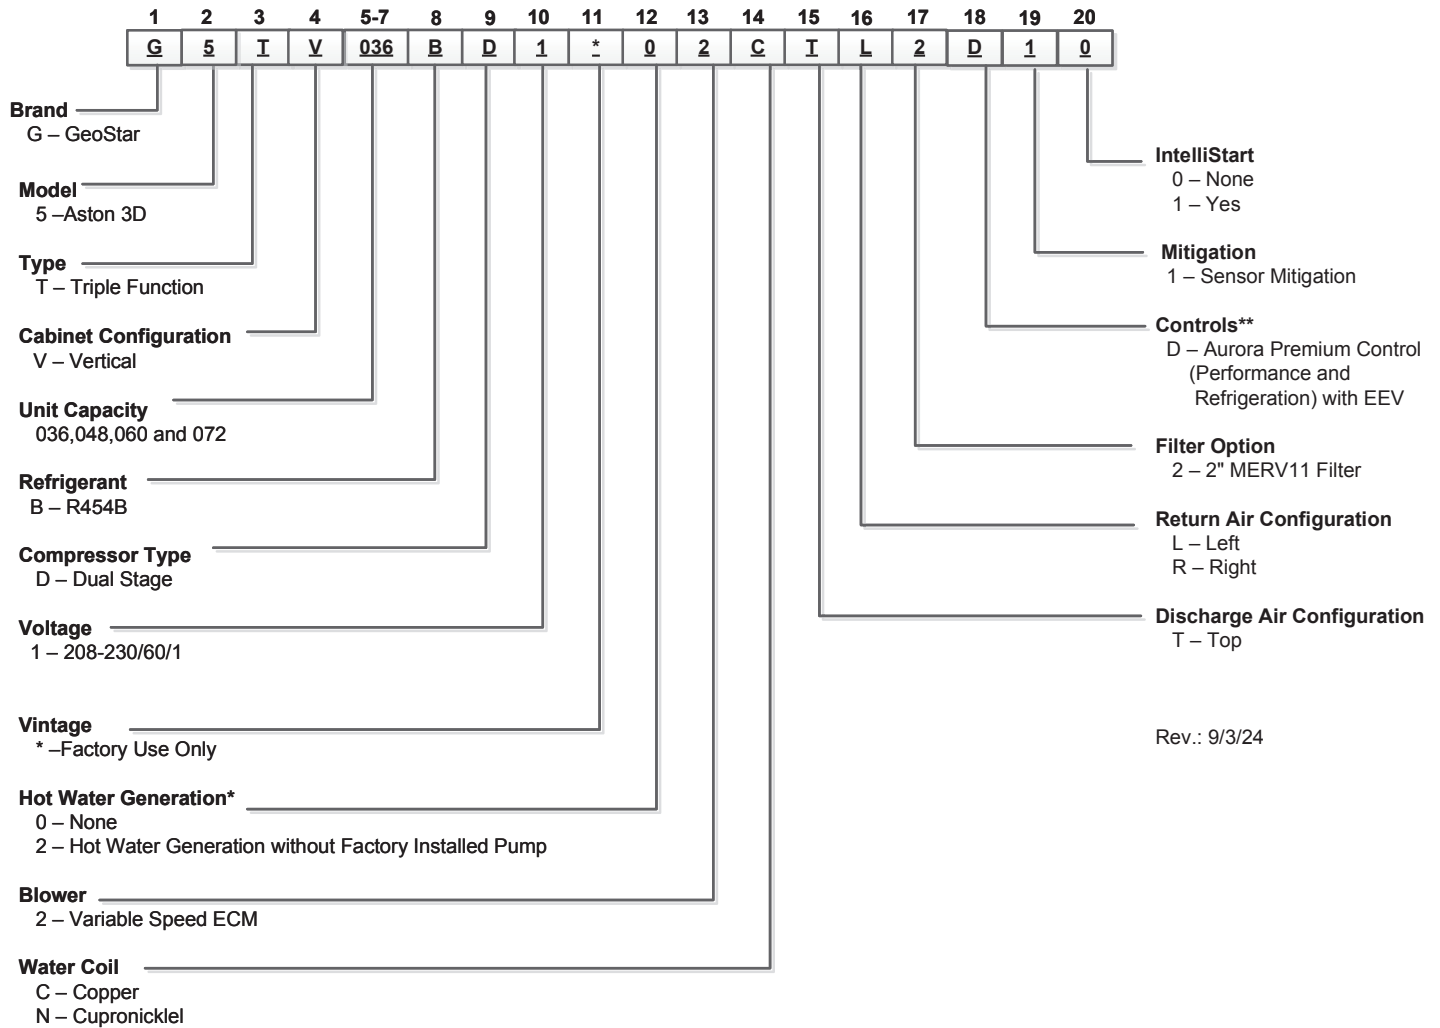 1 2 3 4 5-7 8 9 10 11 12 13 14 15 16 17 18 19 20
G 5 T V 036 B D 1 * 0 2 C T L 2 D 1 0
Brand
G – GeoStar
Model
5 –Aston 3D
Type
T – Triple Function
Cabinet Configuration
V – Vertical
Unit Capacity
036,048,060 and 072
Refrigerant
B – R454B
Compressor Type
D – Dual Stage
Voltage
1 – 208-230/60/1
Vintage
* –Factory Use Only
Hot Water Generation*
0 – None
2 – Hot Water Generation without Factory Installed Pump
Blower
2 – Variable Speed ECM
Water Coil
C – Copper
N – Cupronicklel
IntelliStart
0 – None
1 – Yes
Mitigation
1 – Sensor Mitigation
Controls**
D – Aurora Premium Control
(Performance and
Refrigeration) with EEV
Filter Option
2 – 2" MERV11 Filter
Return Air Configuration
L – Left
R – Right
Discharge Air Configuration
T – Top
Rev.: 9/3/24